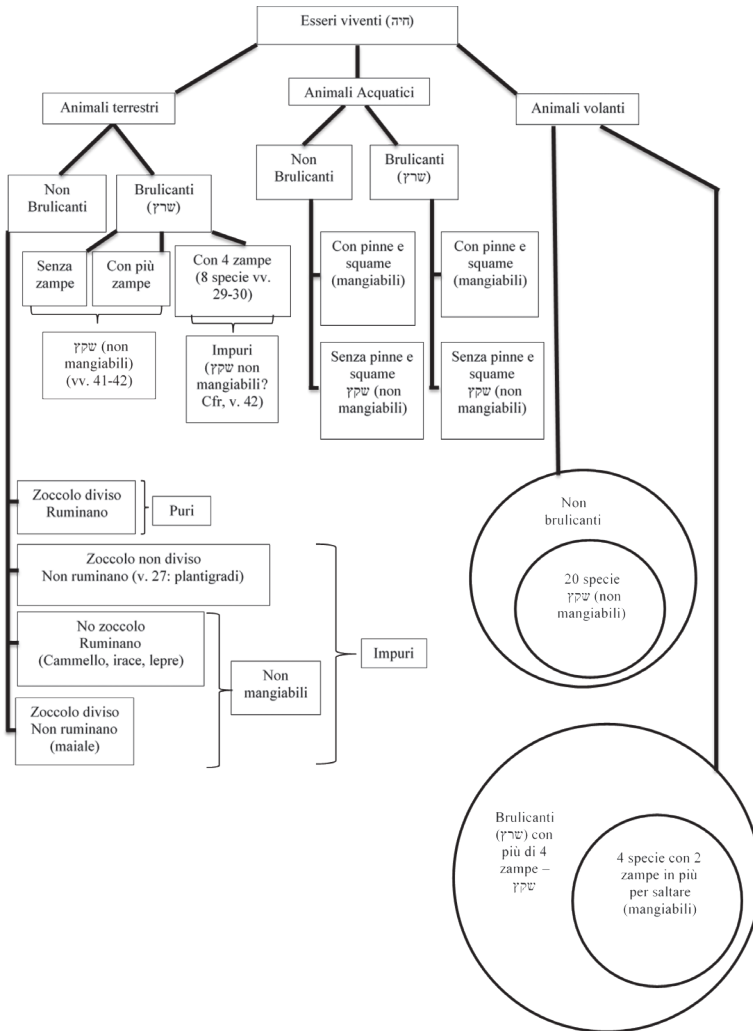 Esseri viventi (חיה)
Animali terrestri
Animali Acquatici
Animali volanti
Non
Brulicanti
Brulicanti
(שרץ)
Non
Brulicanti
Brulicanti
(שרץ)
Senza
zampe
Con più
zampe
Con 4 zampe
(8 specie vv.
29-30)
Con pinne e
squame
(mangiabili)
Con pinne e
squame
(mangiabili)
שקץ (non
mangiabili)
(vv. 41-42)
Impuri
(שקץ non
mangiabili?
Cfr, v. 42)
Senza pinne e
squame
שקץ (non
mangiabili)
Senza pinne e
squame
שקץ (non
mangiabili)
Zoccolo diviso
Ruminano
Puri
Zoccolo non diviso
Non ruminano (v. 27: plantigradi)
No zoccolo
Ruminano
(Cammello, irace, lepre)
Zoccolo diviso
Non ruminano
(maiale)
Non
mangiabili
Impuri
Non
brulicanti
20 specie
שקץ (non
mangiabili)
Brulicanti
(שרץ) con
più di 4
zampe –
שקץ
4 specie con 2
zampe in più
per saltare
(mangiabili)